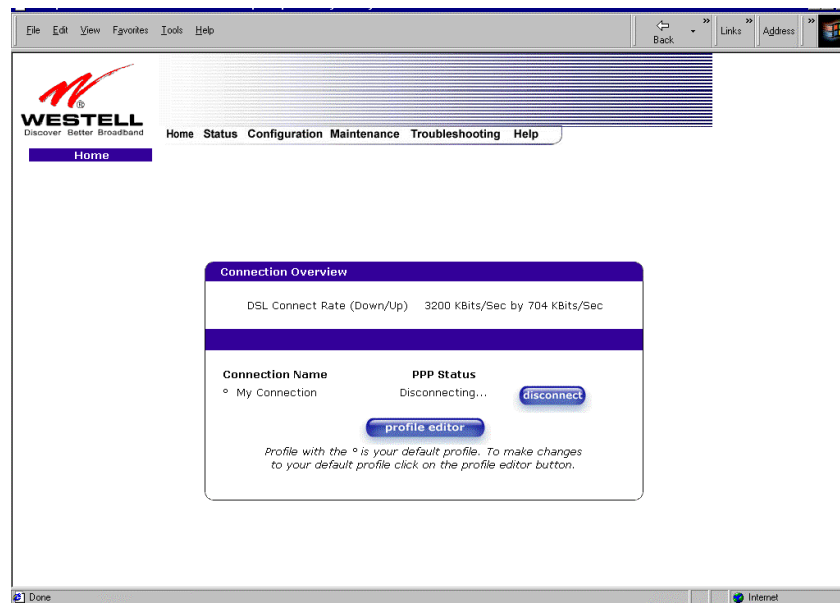 File Edit View Favorites Tools Help
Back
»
Links
»
Address
»
WESTELL
®
Discover Better Broadband
Home Status Configuration Maintenance Troubleshooting Help
Home
Connection Overview
DSL Connect Rate (Down/Up) 3200 KBits/Sec by 704 KBits/Sec
Connection Name PPP Status
° My Connection Disconnecting... disconnect
profile editor
Profile with the ° is your default profile. To make changes
to your default profile click on the profile editor button.
Done Internet